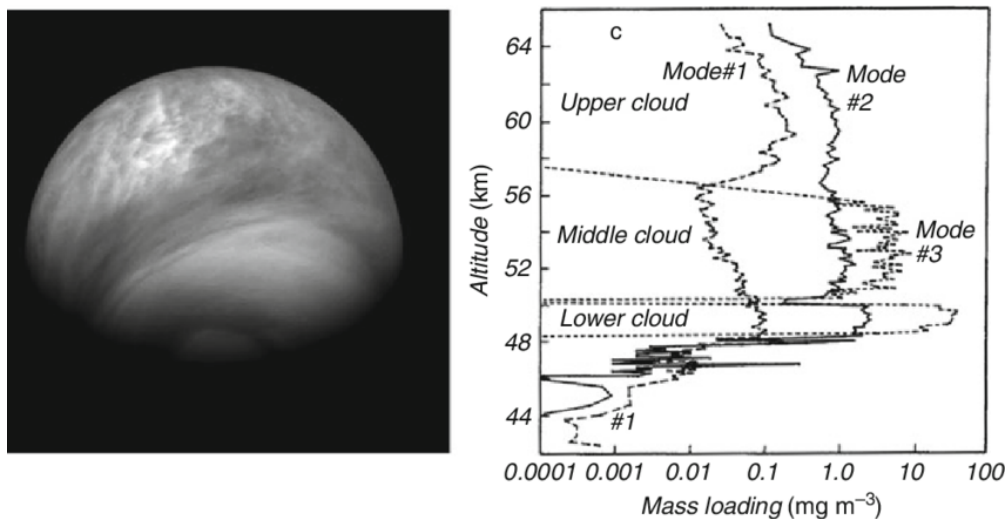 c
64
60
56
52
48
44
Altitude (km)
Mode#1
Mode
#2
Upper cloud
Middle cloud
Mode
#3
Lower cloud
#1
0.0001 0.001 0.01 0.1 1.0 10 100
Mass loading (mg m⁻³)